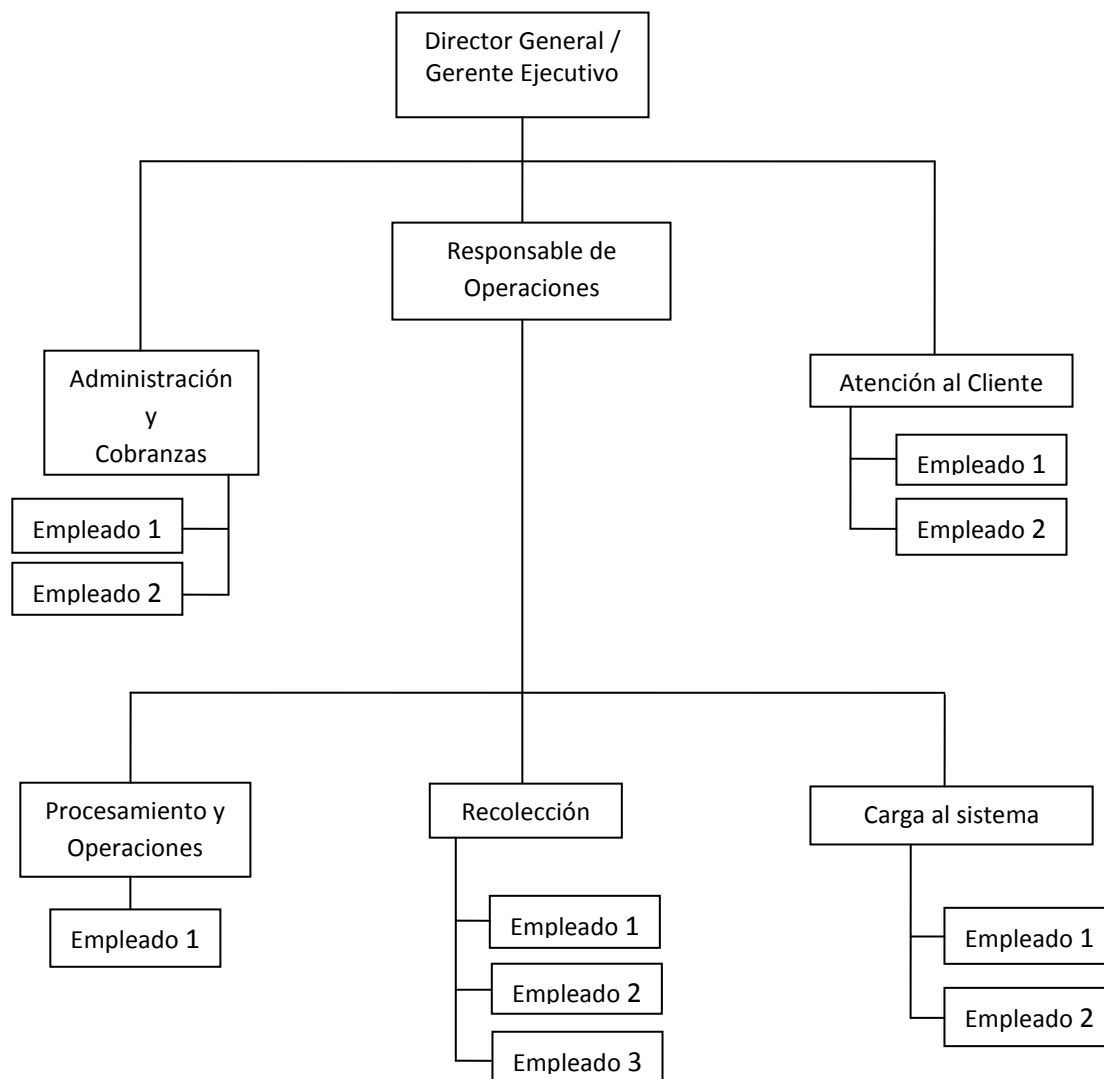 Director General /
Gerente Ejecutivo
Responsable de
Operaciones
Administración
y
Cobranzas
Empleado 1
Empleado 2
Atención al Cliente
Empleado 1
Empleado 2
Procesamiento y
Operaciones
Empleado 1
Recolección
Empleado 1
Empleado 2
Empleado 3
Carga al sistema
Empleado 1
Empleado 2